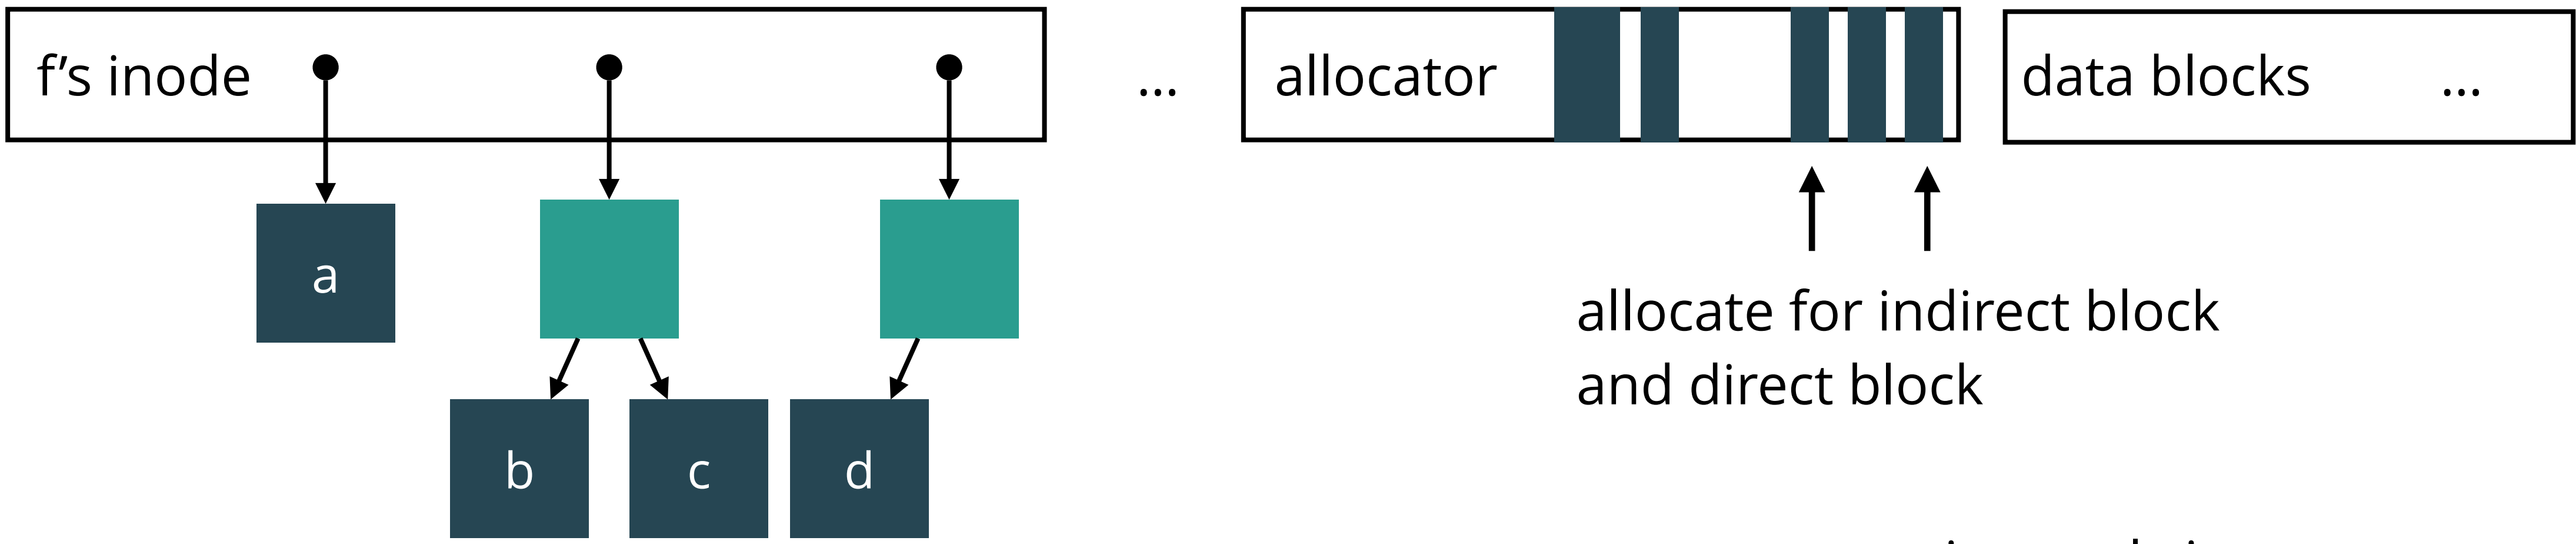 f’s inode
...
allocator
data blocks ...
a
b c d
allocate for indirect block
and direct block